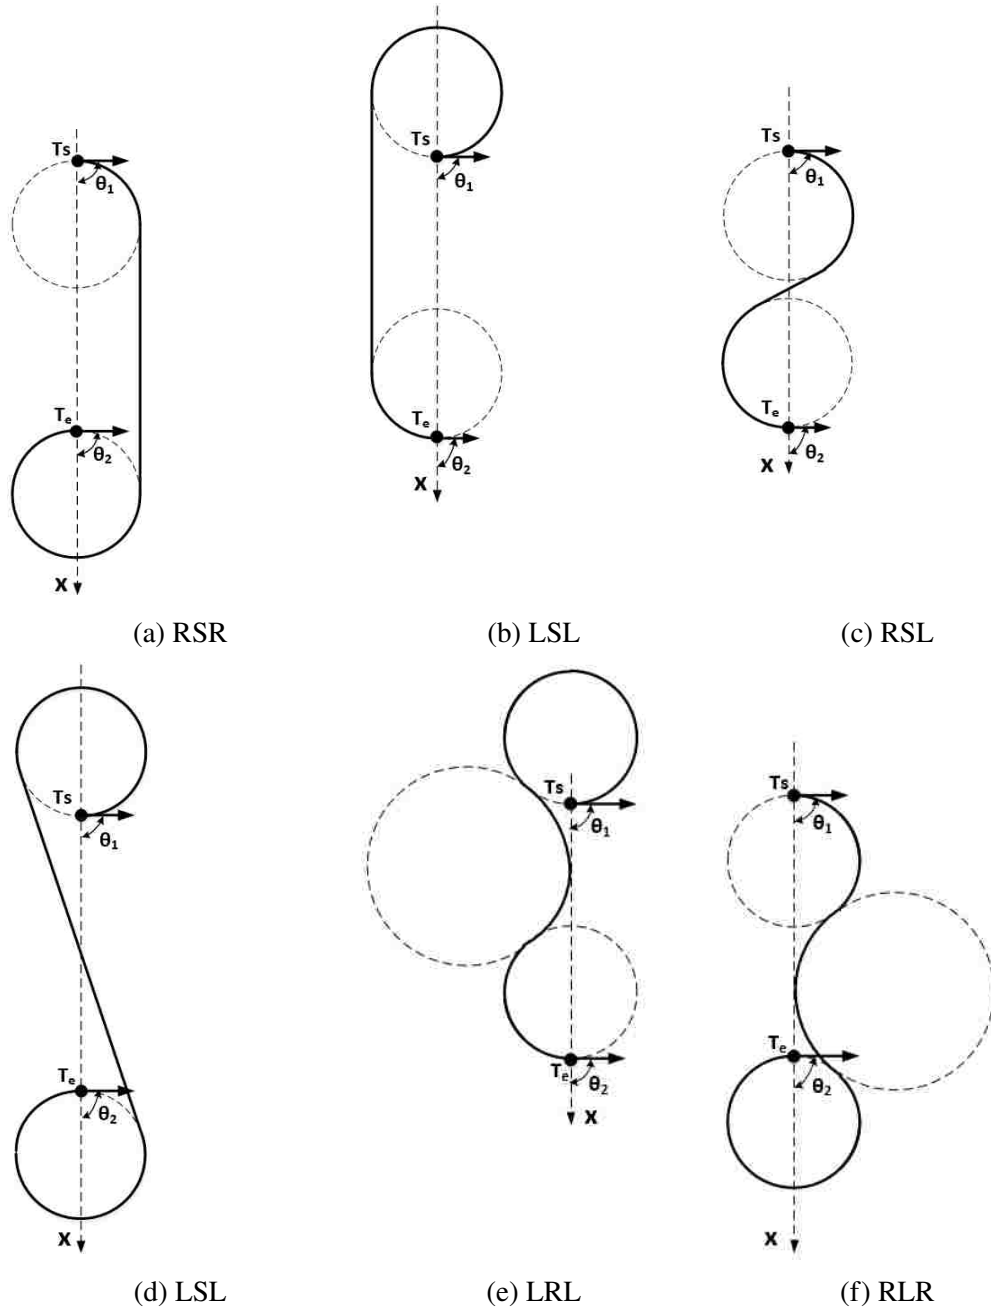 Ts
θ1
Te
θ2
X
(a) RSR
Ts
θ1
Te
θ2
X
(b) LSL
Ts
θ1
Te
θ2
X
(c) RSL
Ts
θ1
Te
θ2
X
(d) LSL
Ts
θ1
Te
θ2
X
(e) LRL
Ts
θ1
Te
θ2
X
(f) RLR